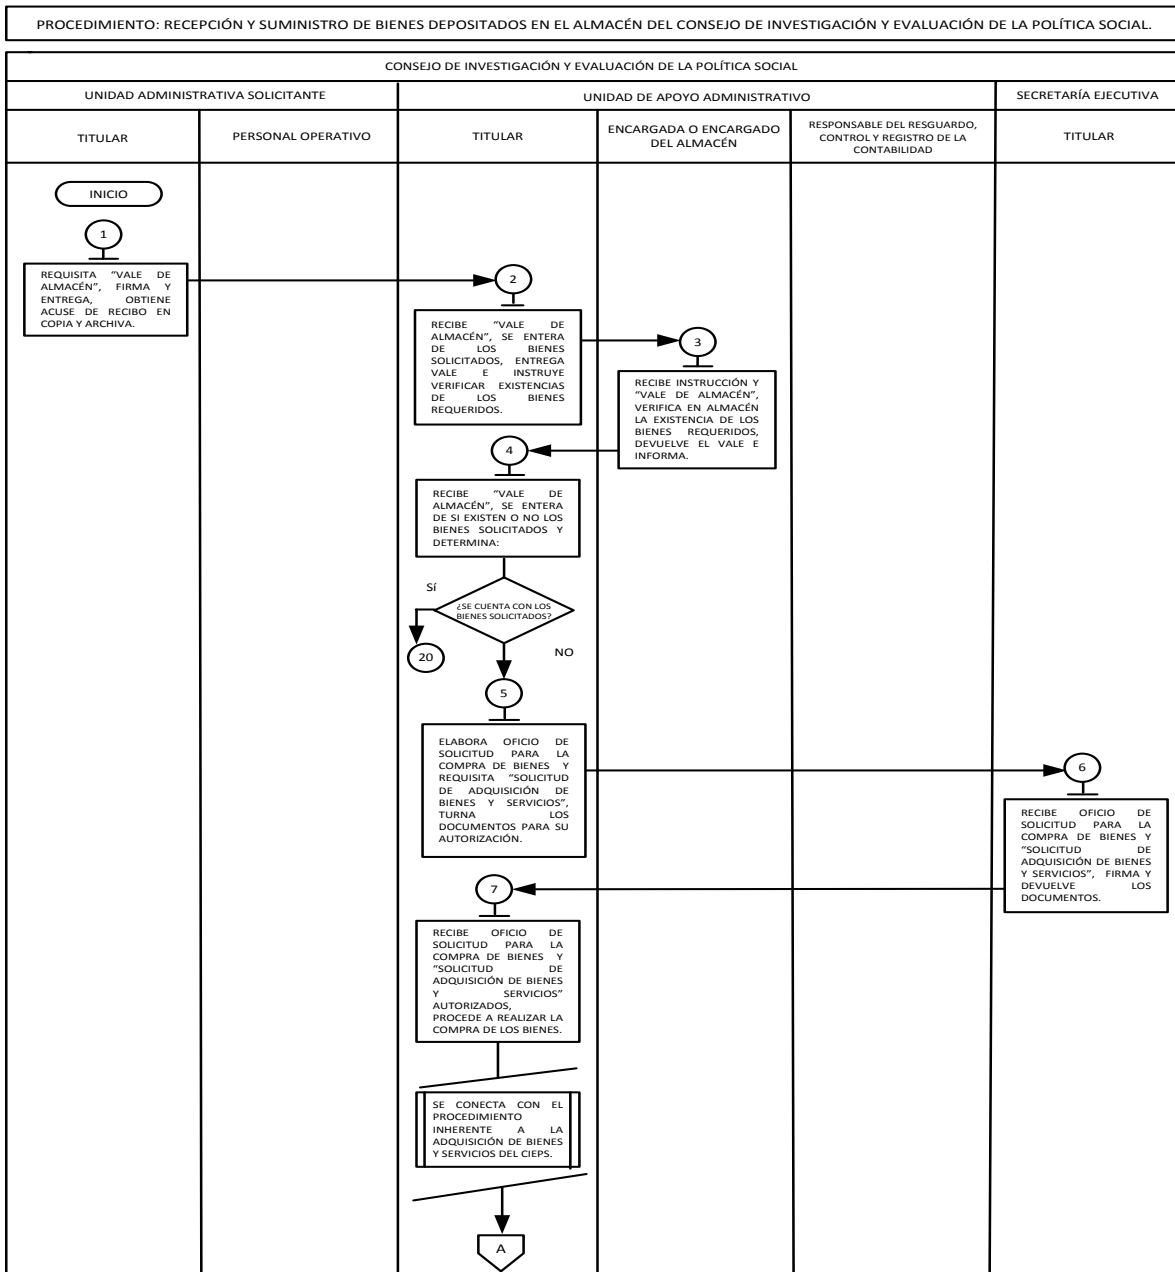 PROCEDIMIENTO: RECEPCIÓN Y SUMINISTRO DE BIENES DEPOSITADOS EN EL ALMACÉN DEL CONSEJO DE INVESTIGACIÓN Y EVALUACIÓN DE LA POLÍTICA SOCIAL.
CONSEJO DE INVESTIGACIÓN Y EVALUACIÓN DE LA POLÍTICA SOCIAL
UNIDAD ADMINISTRATIVA SOLICITANTE
UNIDAD DE APOYO ADMINISTRATIVO
SECRETARÍA EJECUTIVA
TITULAR
PERSONAL OPERATIVO
TITULAR
ENCARGADA O ENCARGADO
DEL ALMACÉN
RESPONSABLE DEL RESGUARDO,
CONTROL Y REGISTRO DE LA
CONTABILIDAD
TITULAR
INICIO
1
REQUISITA “VALE DE
ALMACÉN”, FIRMA Y
ENTREGA, OBTIENE
ACUSE DE RECIBO EN
COPIA Y ARCHIVA.
2
RECIBE “VALE DE
ALMACÉN”, SE ENTERA
DE LOS BIENES
SOLICITADOS, ENTREGA
VALE E INSTRUYE
VERIFICAR EXISTENCIAS
DE LOS BIENES
REQUERIDOS.
3
RECIBE INSTRUCCIÓN Y
“VALE DE ALMACÉN”,
VERIFICA EN ALMACÉN
LA EXISTENCIA DE LOS
BIENES REQUERIDOS,
DEVUELVE EL VALE E
INFORMA.
4
RECIBE “VALE DE
ALMACÉN”, SE ENTERA
DE SI EXISTEN O NO LOS
BIENES SOLICITADOS Y
DETERMINA:
Sí
¿SE CUENTA CON LOS
BIENES SOLICITADOS?
20
NO
5
ELABORA OFICIO DE
SOLICITUD PARA LA
COMPRA DE BIENES Y
REQUISITA “SOLICITUD
DE ADQUISICIÓN DE
BIENES Y SERVICIOS”,
TURNA LOS
DOCUMENTOS PARA SU
AUTORIZACIÓN.
6
RECIBE OFICIO DE
SOLICITUD PARA LA
COMPRA DE BIENES Y
“SOLICITUD DE
ADQUISICIÓN DE BIENES
Y SERVICIOS”, FIRMA Y
DEVUELVE LOS
DOCUMENTOS.
7
RECIBE OFICIO DE
SOLICITUD PARA LA
COMPRA DE BIENES Y
“SOLICITUD DE
ADQUISICIÓN DE BIENES
Y SERVICIOS”
AUTORIZADOS,
PROCEDE A REALIZAR LA
COMPRA DE LOS BIENES.
SE CONECTA CON EL
PROCEDIMIENTO
INHERENTE A LA
ADQUISICIÓN DE BIENES
Y SERVICIOS DEL CIEPS.
A